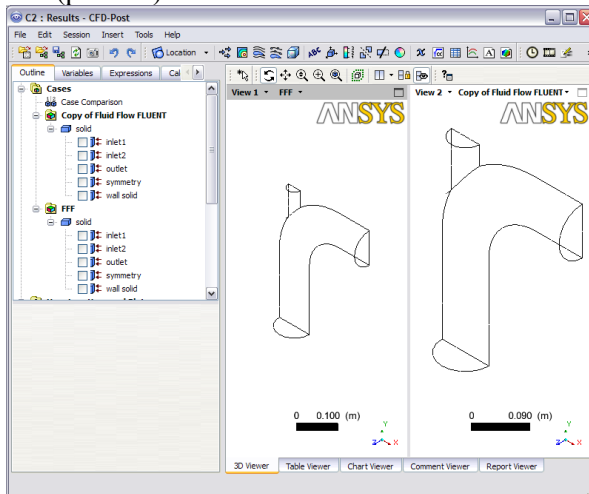 C2 : Results - CFD-Post
File Edit Session Insert Tools Help
Location
Outline Variables Expressions Cal
Cases
Case Comparison
Copy of Fluid Flow FLUENT
solid
inlet1
inlet2
outlet
symmetry
wall solid
FFF
solid
inlet1
inlet2
outlet
symmetry
wall solid
View 1 FFF
ANSYS
0 0.100 (m)
Y
Z X
View 2 Copy of Fluid Flow FLUENT
ANSYS
0 0.090 (m)
Y
Z X
3D Viewer Table Viewer Chart Viewer Comment Viewer Report Viewer